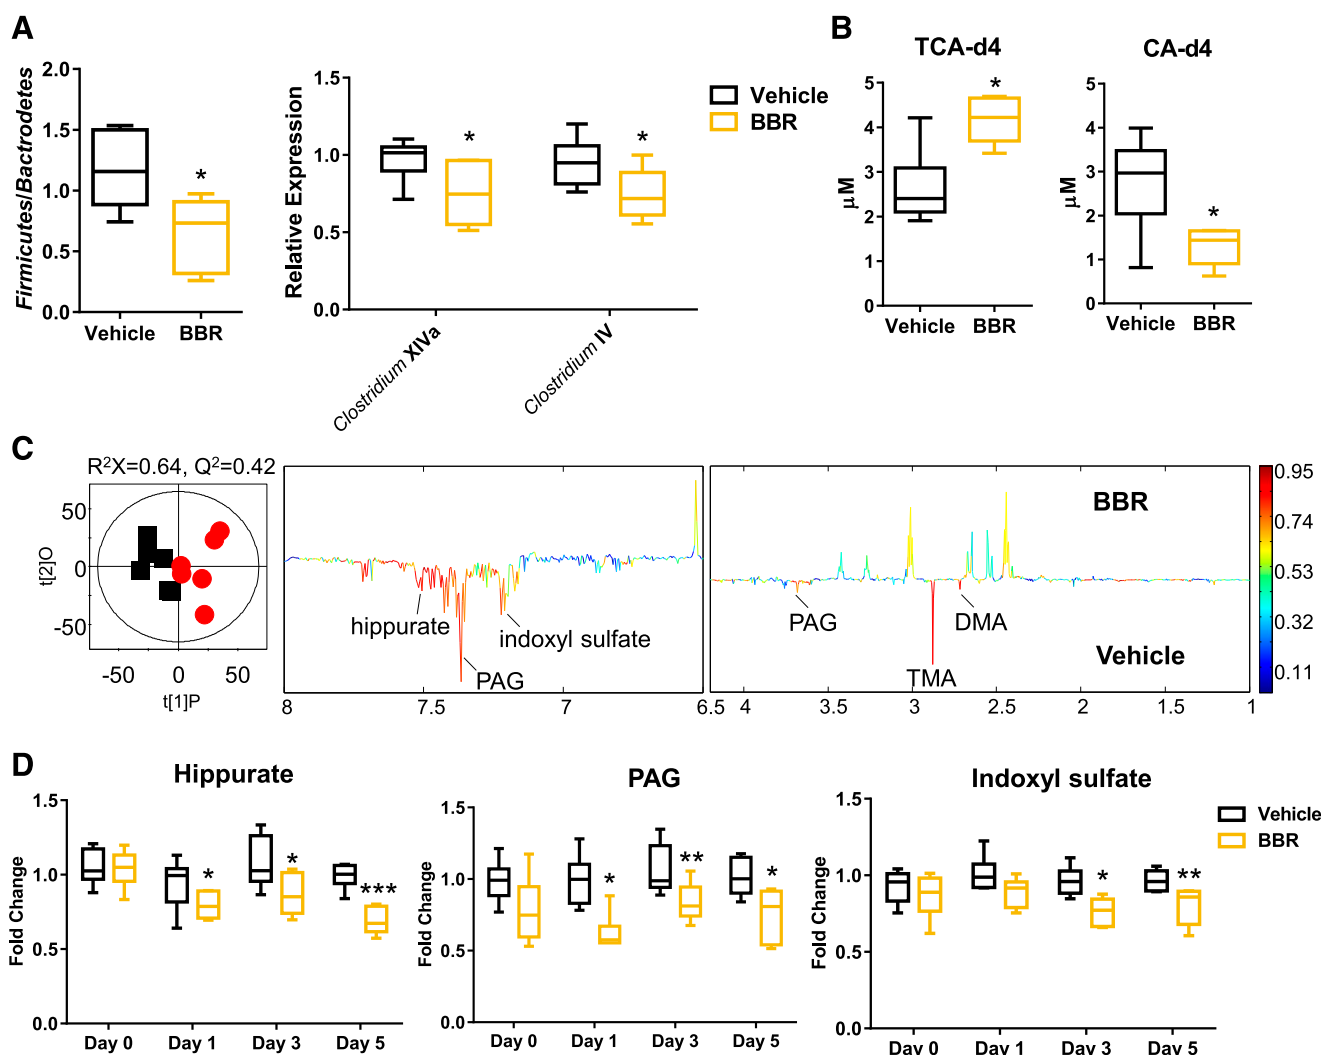 A
Firmicutes/Bactrodetes
2.0
1.5
1.0
0.5
0.0
*
Vehicle BBR
Relative Expression
1.5
1.0
0.5
0.0
* *
Clostridium XIVa
Clostridium IV
Vehicle
BBR
B
TCA-d4
μM
5
4
3
2
1
0
*
Vehicle BBR
CA-d4
μM
5
4
3
2
1
0
*
Vehicle BBR
C
R²X=0.64, Q²=0.42
t[2]O
50
0
-50
-50 0 50
t[1]P
hippurate
indoxyl sulfate
PAG
8 7.5 7 6.5
BBR
PAG
DMA
TMA
Vehicle
4 3.5 3 2.5 2 1.5 1
0.95
0.74
0.53
0.32
0.11
D
Hippurate
Fold Change
1.5
1.0
0.5
0.0
* * ***
Day 0 Day 1 Day 3 Day 5
PAG
Fold Change
1.5
1.0
0.5
0.0
* ** *
Day 0 Day 1 Day 3 Day 5
Indoxyl sulfate
Fold Change
1.5
1.0
0.5
0.0
* **
Day 0 Day 1 Day 3 Day 5
Vehicle
BBR